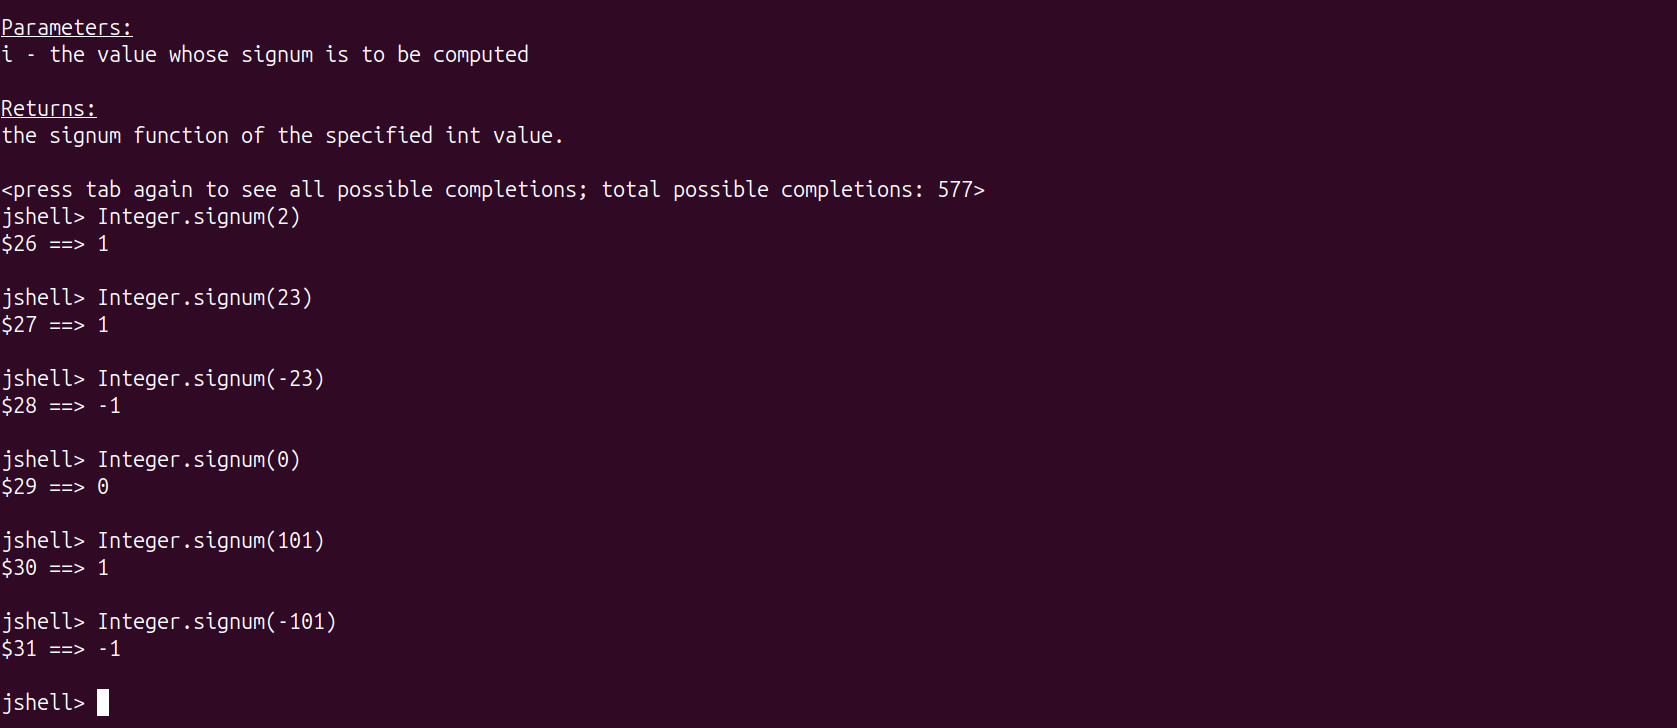 Parameters:
i - the value whose signum is to be computed
Returns:
the signum function of the specified int value.
<press tab again to see all possible completions; total possible completions: 577>
jshell> Integer.signum(2)
$26 ==> 1
jshell> Integer.signum(23)
$27 ==> 1
jshell> Integer.signum(-23)
$28 ==> -1
jshell> Integer.signum(0)
$29 ==> 0
jshell> Integer.signum(101)
$30 ==> 1
jshell> Integer.signum(-101)
$31 ==> -1
jshell>